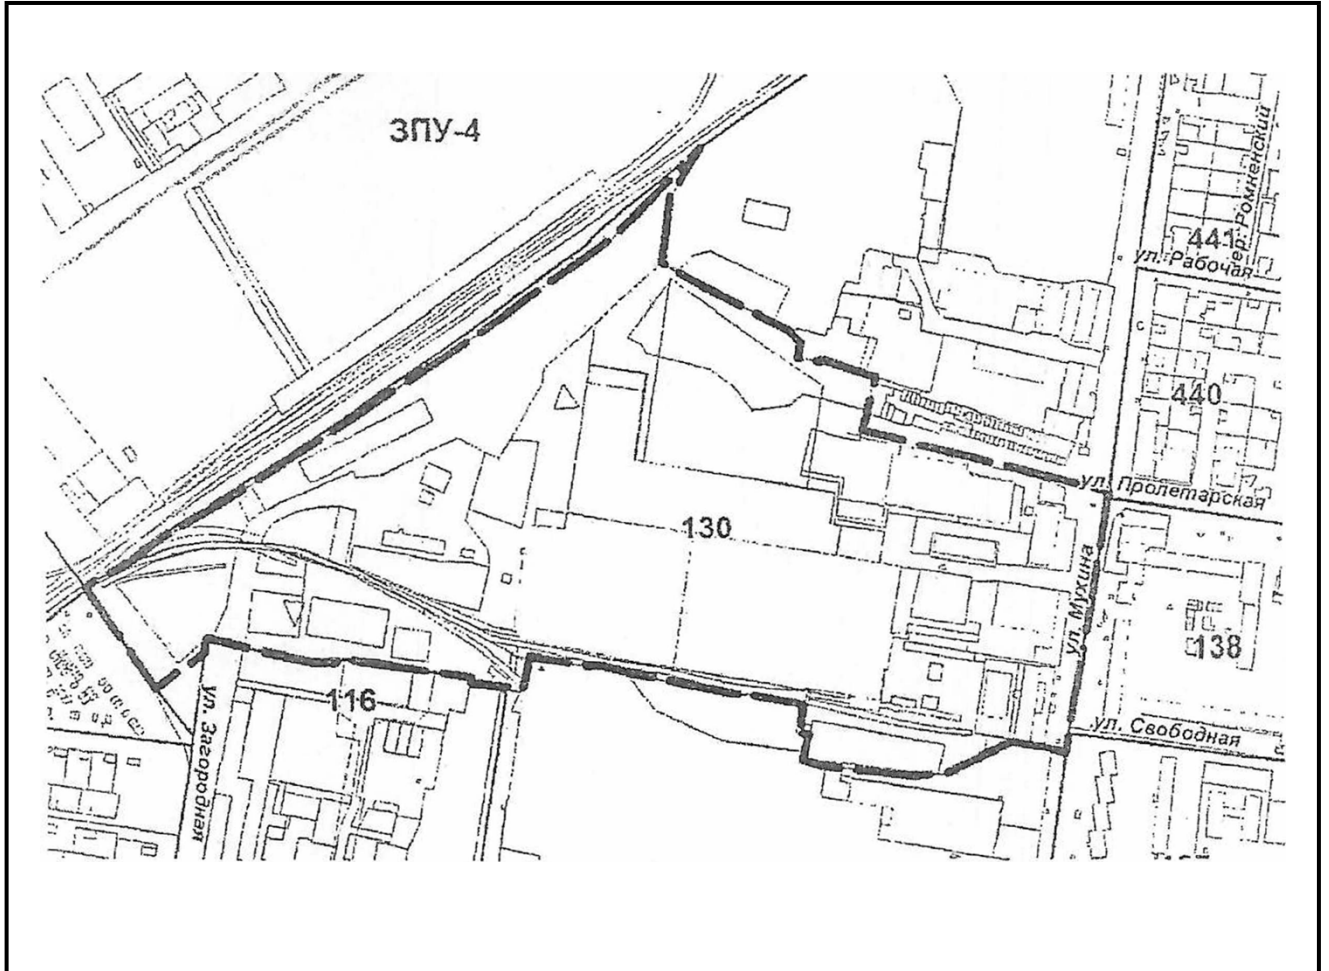 ЗПУ-4
пер. Ромненский
441
ул. Рабочая
440
ул. Пролетарская
130
ул. Мухина
138
116
ул. Загородная
ул. Свободная